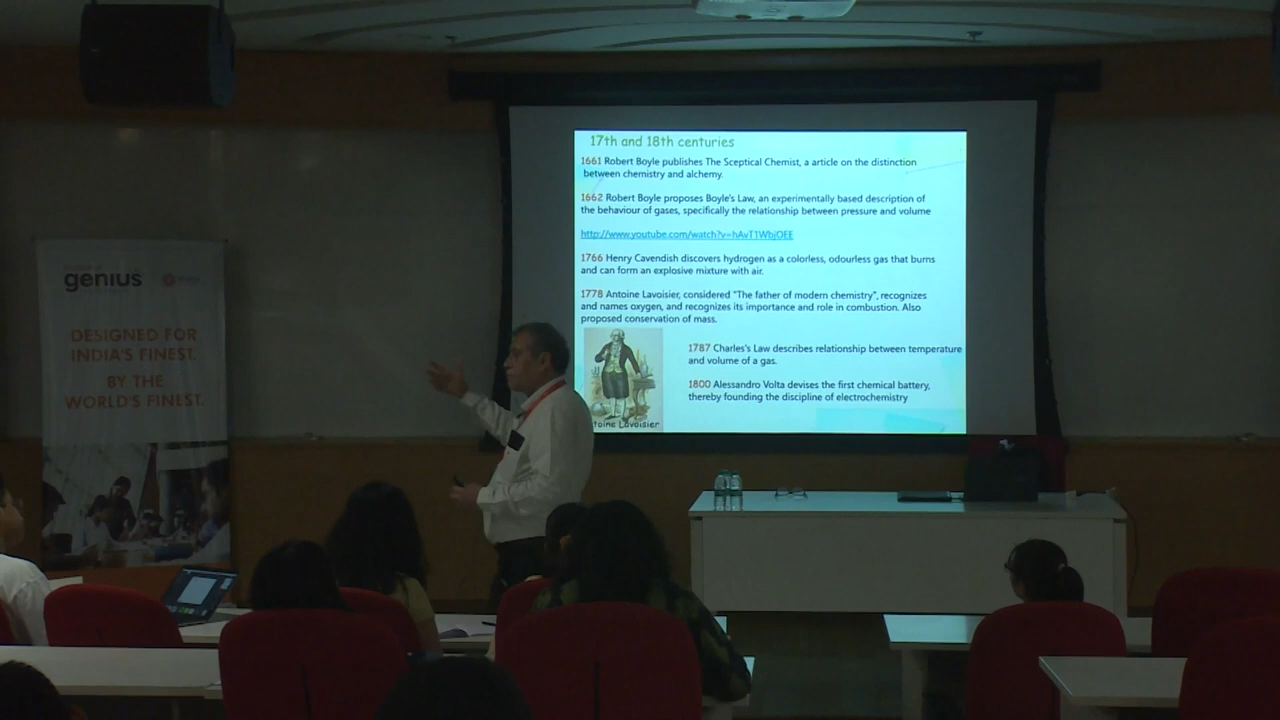 17th and 18th centuries
1661 Robert Boyle publishes The Sceptical Chemist, a article on the distinction
between chemistry and alchemy.
1662 Robert Boyle proposes Boyle's Law, an experimentally based description of
the behaviour of gases, specifically the relationship between pressure and volume
http://www.youtube.com/watch?v=hAvT1WbjOEE
1766 Henry Cavendish discovers hydrogen as a colorless, odourless gas that burns
and can form an explosive mixture with air.
1778 Antoine Lavoisier, considered "The father of modern chemistry", recognizes
and names oxygen, and recognizes its importance and role in combustion. Also
proposed conservation of mass.
1787 Charles's Law describes relationship between temperature
and volume of a gas.
1800 Alessandro Volta devises the first chemical battery,
thereby founding the discipline of electrochemistry
toine Lavoisier
genius
DESIGNED FOR
INDIA'S FINEST.
BY THE
WORLD'S FINEST.